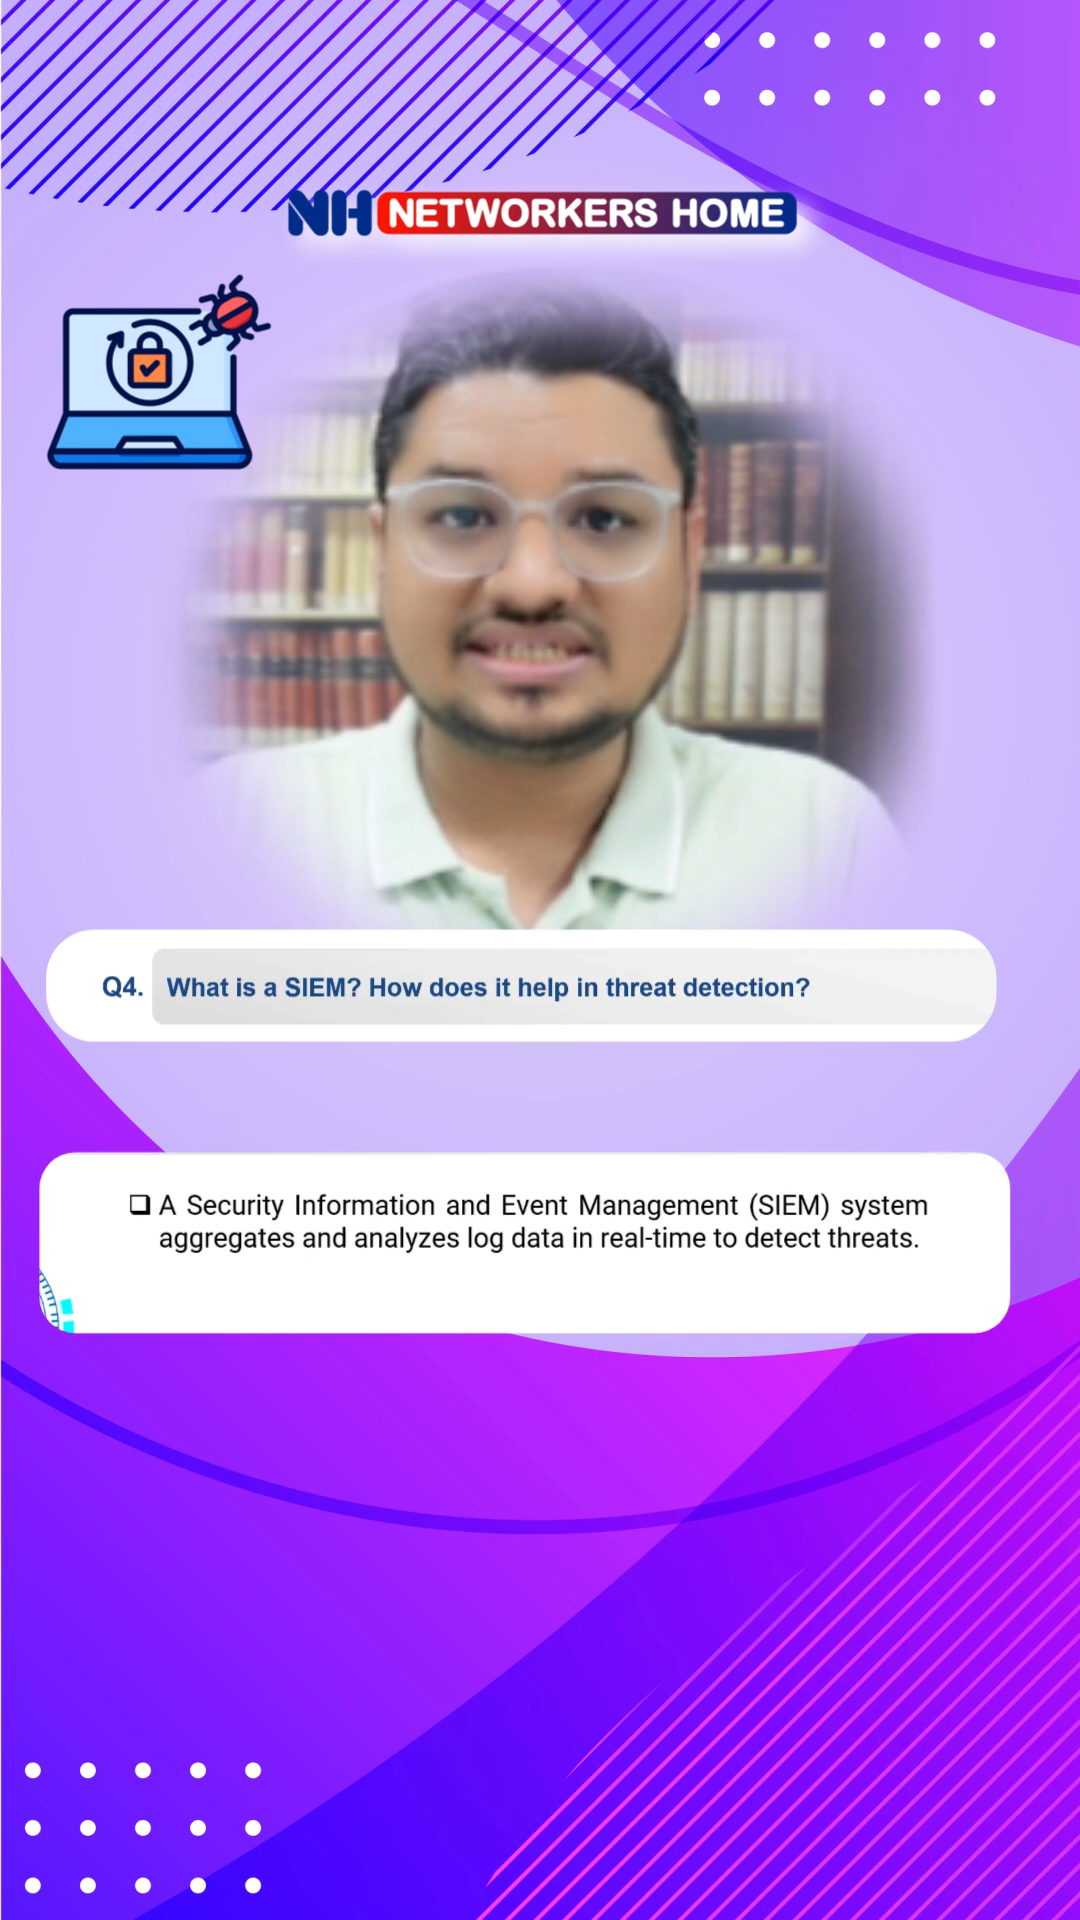 NH NETWORKERS HOME
Q4. What is a SIEM? How does it help in threat detection?
❑ A Security Information and Event Management (SIEM) system
aggregates and analyzes log data in real-time to detect threats.